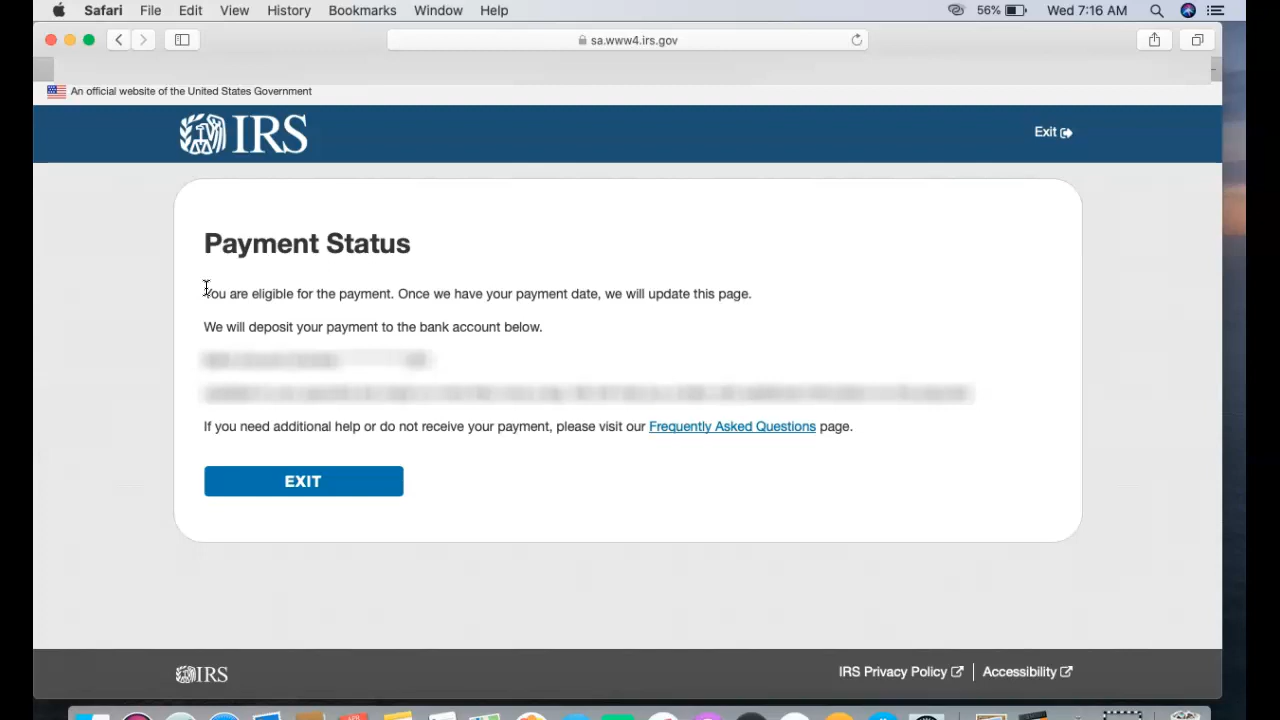 Safari File Edit View History Bookmarks Window Help 56% Wed 7:16 AM
sa.www4.irs.gov
An official website of the United States Government
IRS
Exit
Payment Status
You are eligible for the payment. Once we have your payment date, we will update this page.
We will deposit your payment to the bank account below.
If you need additional help or do not receive your payment, please visit our Frequently Asked Questions page.
EXIT
IRS
IRS Privacy Policy
Accessibility